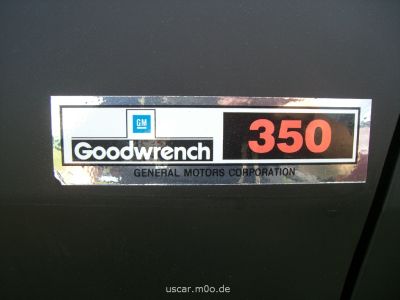 GM
Goodwrench 350
GENERAL MOTORS CORPORATION
uscar.m0o.de